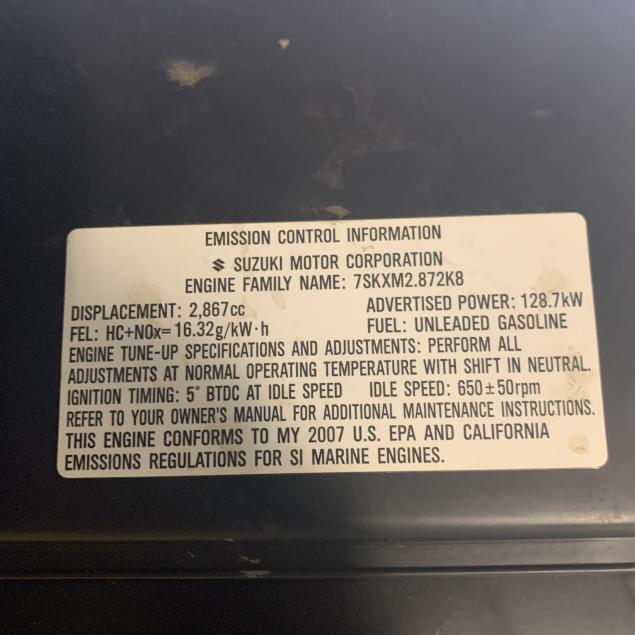 EMISSION CONTROL INFORMATION
SUZUKI MOTOR CORPORATION
ENGINE FAMILY NAME: 7SKXM2.872K8
DISPLACEMENT: 2,867cc ADVERTISED POWER: 128.7kW
FEL: HC+NOx= 16.32g/kW·h FUEL: UNLEADED GASOLINE
ENGINE TUNE-UP SPECIFICATIONS AND ADJUSTMENTS: PERFORM ALL
ADJUSTMENTS AT NORMAL OPERATING TEMPERATURE WITH SHIFT IN NEUTRAL.
IGNITION TIMING: 5° BTDC AT IDLE SPEED IDLE SPEED: 650±50rpm
REFER TO YOUR OWNER'S MANUAL FOR ADDITIONAL MAINTENANCE INSTRUCTIONS.
THIS ENGINE CONFORMS TO MY 2007 U.S. EPA AND CALIFORNIA
EMISSIONS REGULATIONS FOR SI MARINE ENGINES.